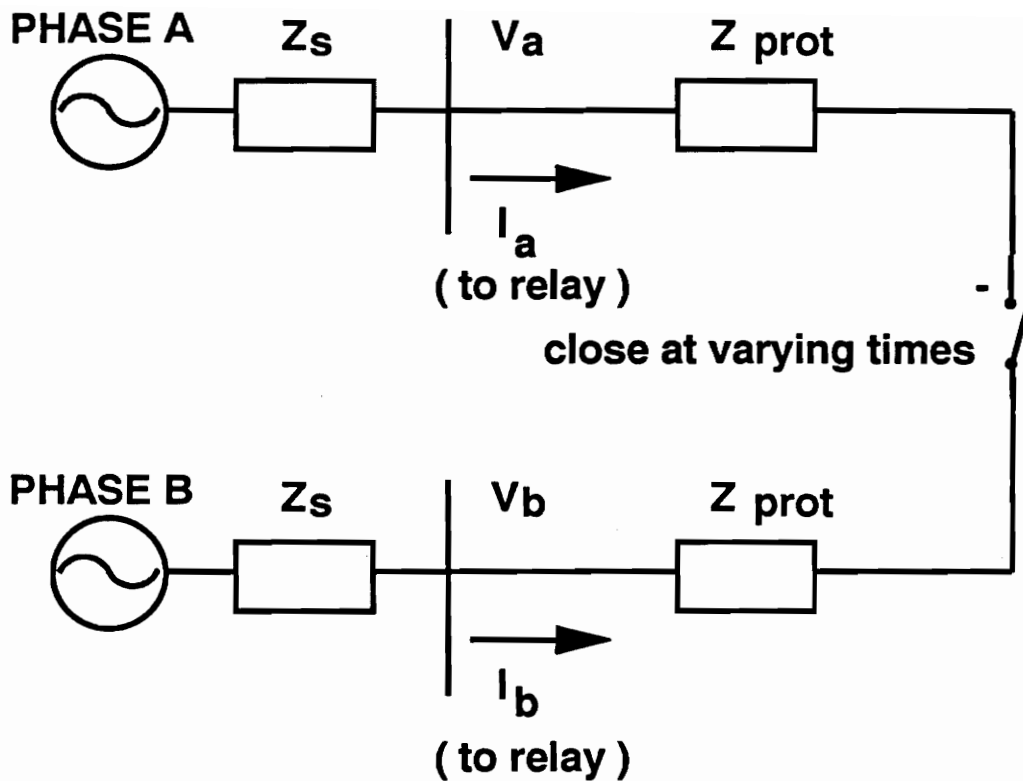 PHASE A
Zs
Va
Z prot
Ia
( to relay )
-
close at varying times
PHASE B
Zs
Vb
Z prot
Ib
( to relay )